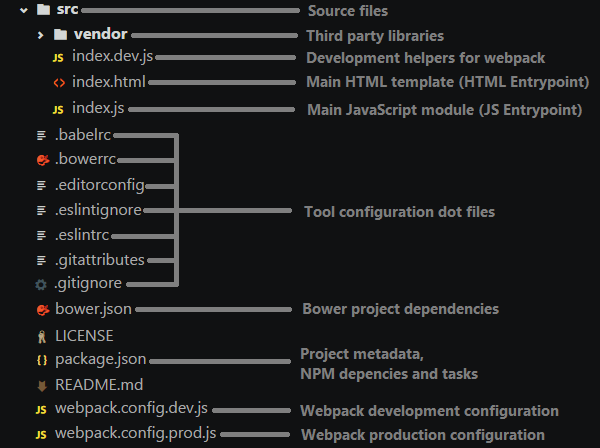 src Source files
vendor Third party libraries
JS index.dev.js Development helpers for webpack
<> index.html Main HTML template (HTML Entrypoint)
JS index.js Main JavaScript module (JS Entrypoint)
.babelrc
.bowerrc
.editorconfig
.eslintignore Tool configuration dot files
.eslintrc
.gitattributes
.gitignore
bower.json Bower project dependencies
LICENSE
{} package.json Project metadata,
NPM depencies and tasks
README.md
JS webpack.config.dev.js Webpack development configuration
JS webpack.config.prod.js Webpack production configuration